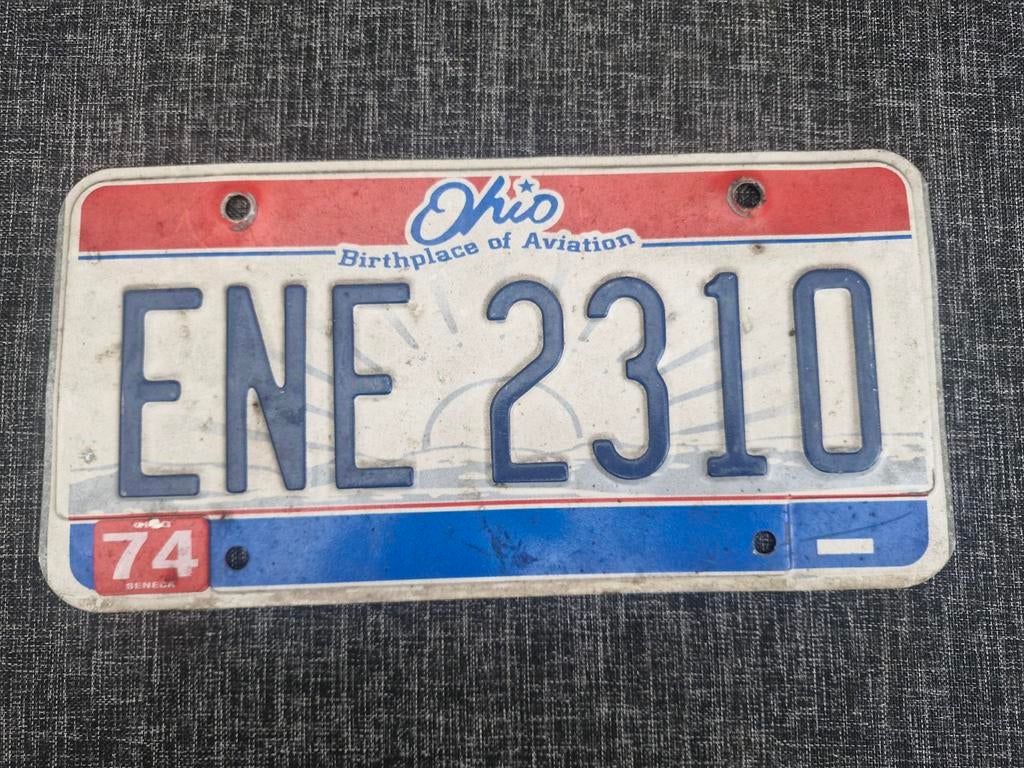 Ohio
Birthplace of Aviation
ENE 2310
74
SENECA